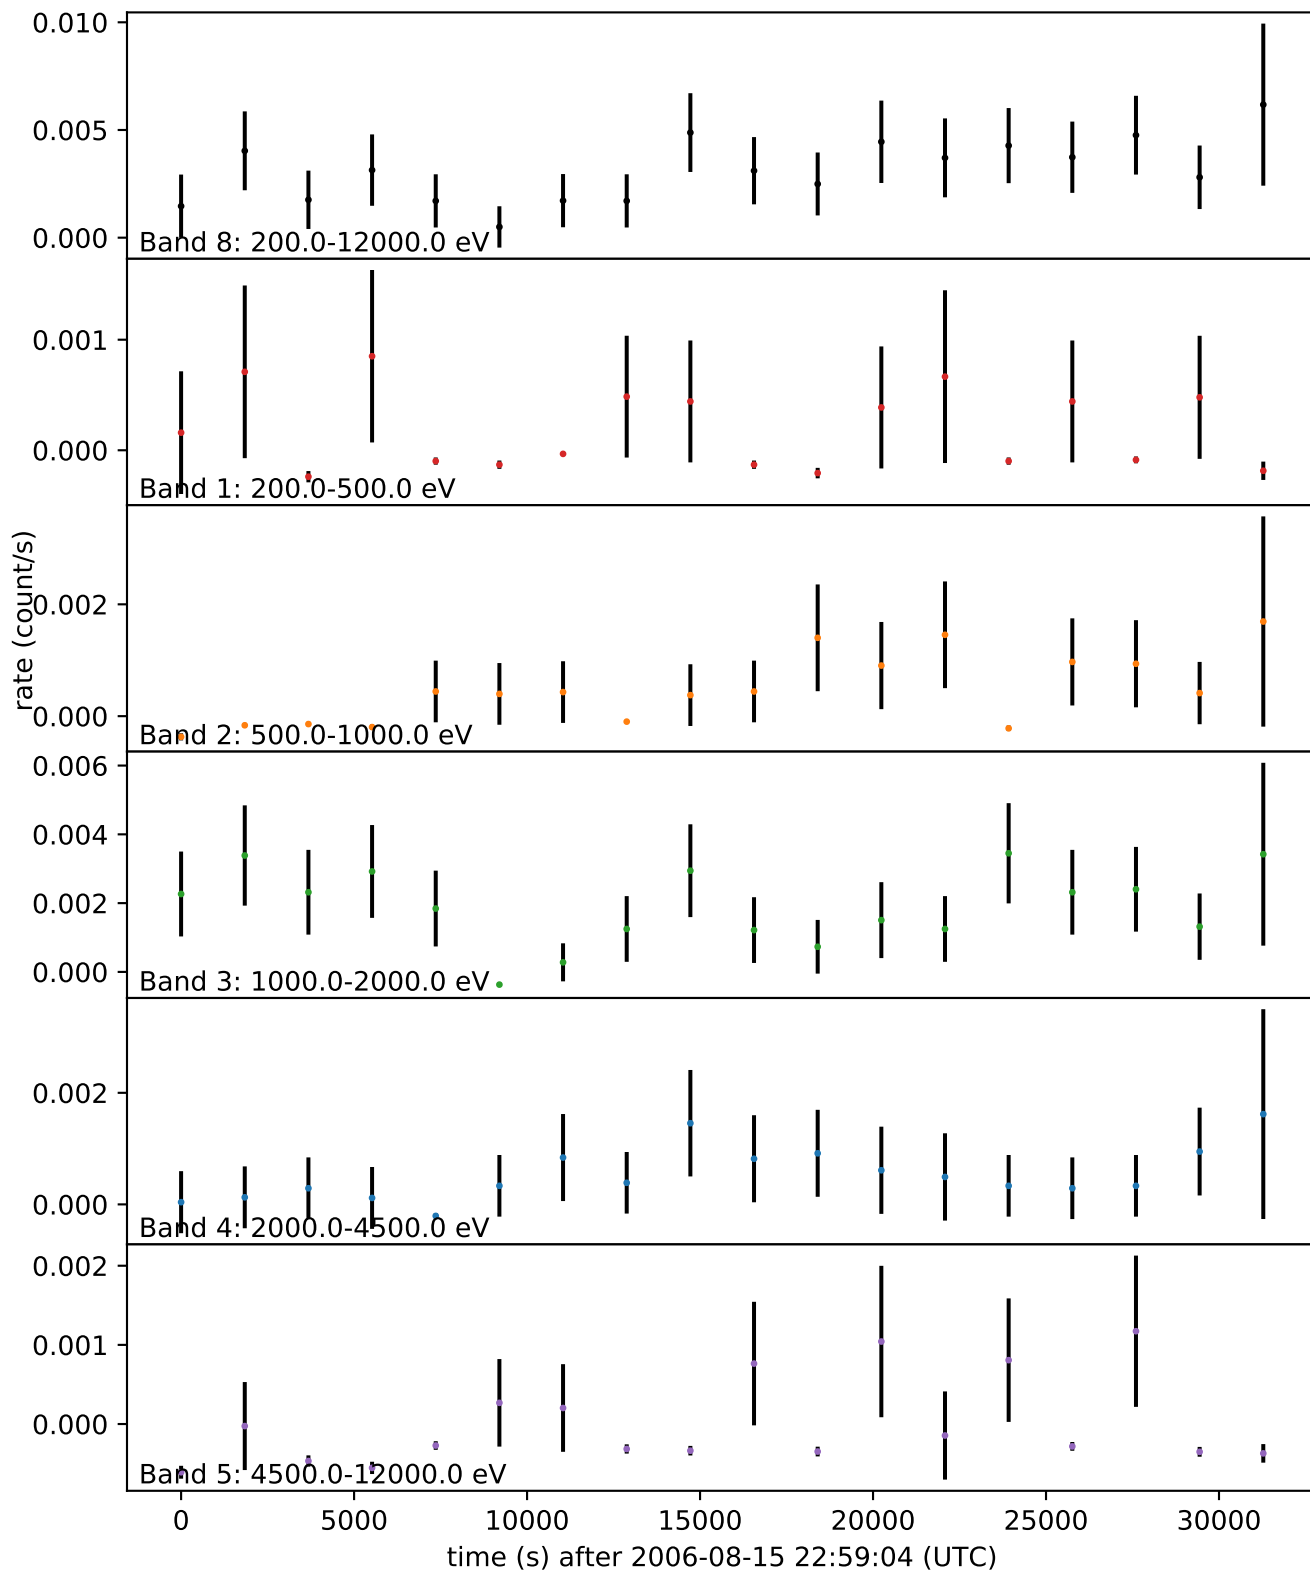 0.010
0.005
0.000
Band 8: 200.0-12000.0 eV
0.001
0.000
Band 1: 200.0-500.0 eV
rate (count/s)
0.002
0.000
Band 2: 500.0-1000.0 eV
0.006
0.004
0.002
0.000
Band 3: 1000.0-2000.0 eV
0.002
0.000
Band 4: 2000.0-4500.0 eV
0.002
0.001
0.000
Band 5: 4500.0-12000.0 eV
0 5000 10000 15000 20000 25000 30000
time (s) after 2006-08-15 22:59:04 (UTC)